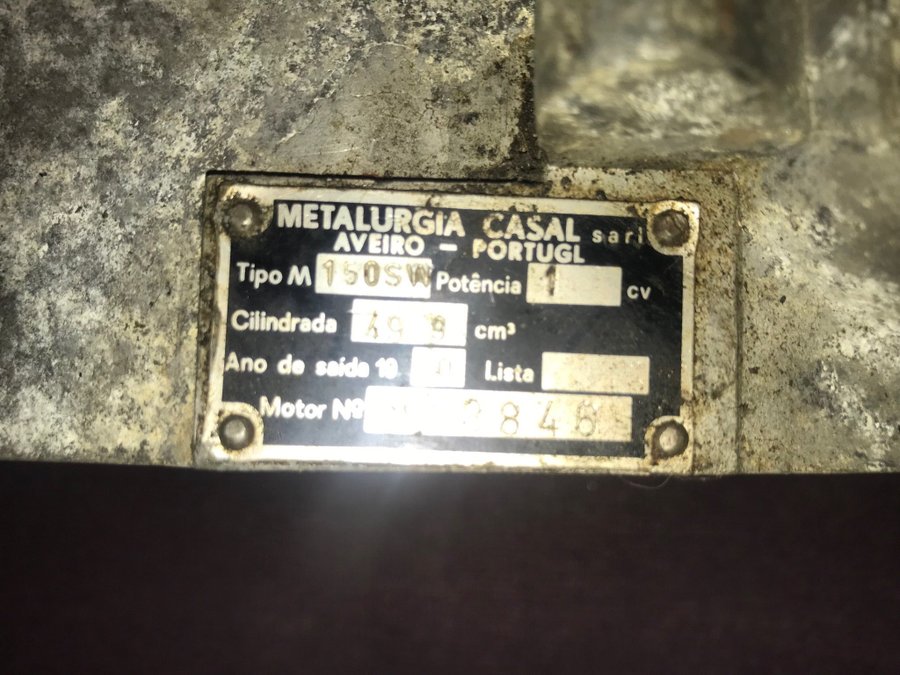 METALURGIA CASAL sarl
AVEIRO - PORTUGL
Tipo M 150SW Potência 1 cv
Cilindrada cm³
Ano de saída 19 Lista
Motor Nº